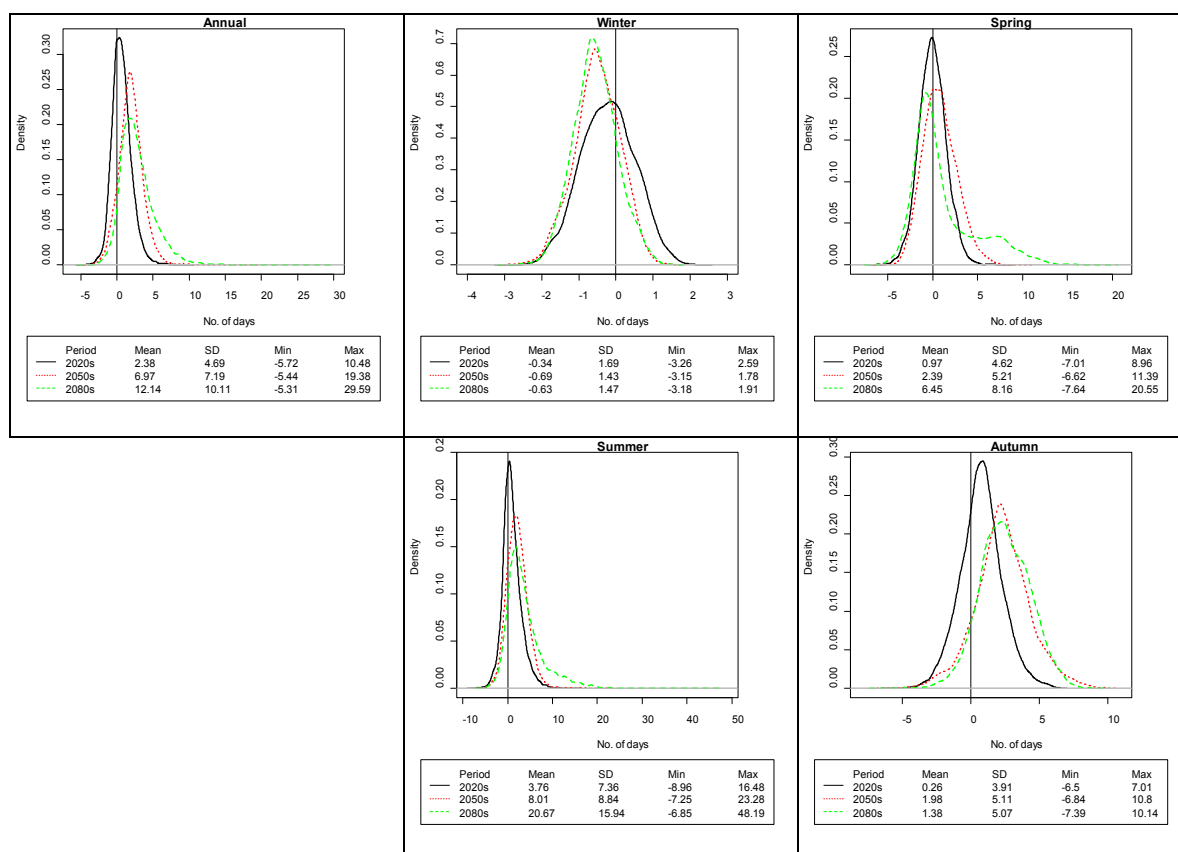 Annual
Density
0.00 0.05 0.10 0.15 0.20 0.25 0.30
-5 0 5 10 15 20 25 30
No. of days
Period Mean SD Min Max
2020s 2.38 4.69 -5.72 10.48
2050s 6.97 7.19 -5.44 19.38
2080s 12.14 10.11 -5.31 29.59
Winter
Density
0.0 0.1 0.2 0.3 0.4 0.5 0.6 0.7
-4 -3 -2 -1 0 1 2 3
No. of days
Period Mean SD Min Max
2020s -0.34 1.69 -3.26 2.59
2050s -0.69 1.43 -3.15 1.78
2080s -0.63 1.47 -3.18 1.91
Spring
Density
0.00 0.05 0.10 0.15 0.20 0.25
-5 0 5 10 15 20
No. of days
Period Mean SD Min Max
2020s 0.97 4.62 -7.01 8.96
2050s 2.39 5.21 -6.62 11.39
2080s 6.45 8.16 -7.64 20.55
Summer
Density
0.00 0.05 0.10 0.15 0.20 0.2
-10 0 10 20 30 40 50
No. of days
Period Mean SD Min Max
2020s 3.76 7.36 -8.96 16.48
2050s 8.01 8.84 -7.25 23.28
2080s 20.67 15.94 -6.85 48.19
Autumn
Density
0.00 0.05 0.10 0.15 0.20 0.25 0.30
-5 0 5 10
No. of days
Period Mean SD Min Max
2020s 0.26 3.91 -6.5 7.01
2050s 1.98 5.11 -6.84 10.8
2080s 1.38 5.07 -7.39 10.14